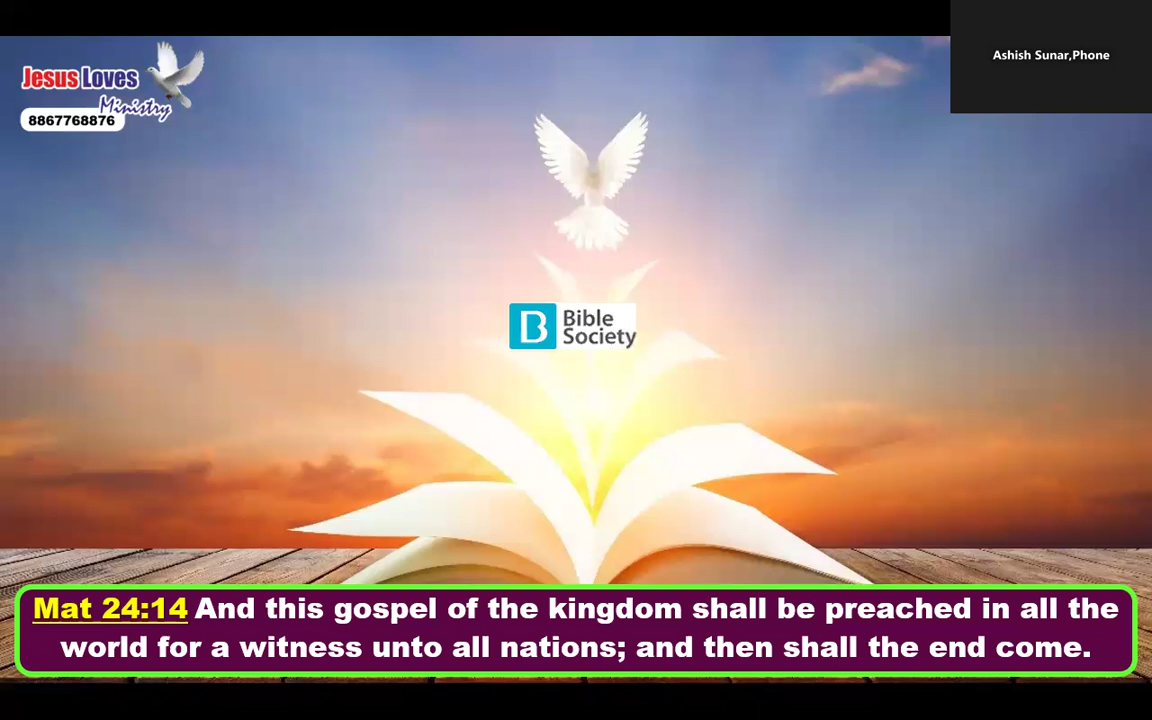 Ashish Sunar,Phone
Jesus Loves
Ministry
8867768876
Bible
Society
Mat 24:14 And this gospel of the kingdom shall be preached in all the
world for a witness unto all nations; and then shall the end come.